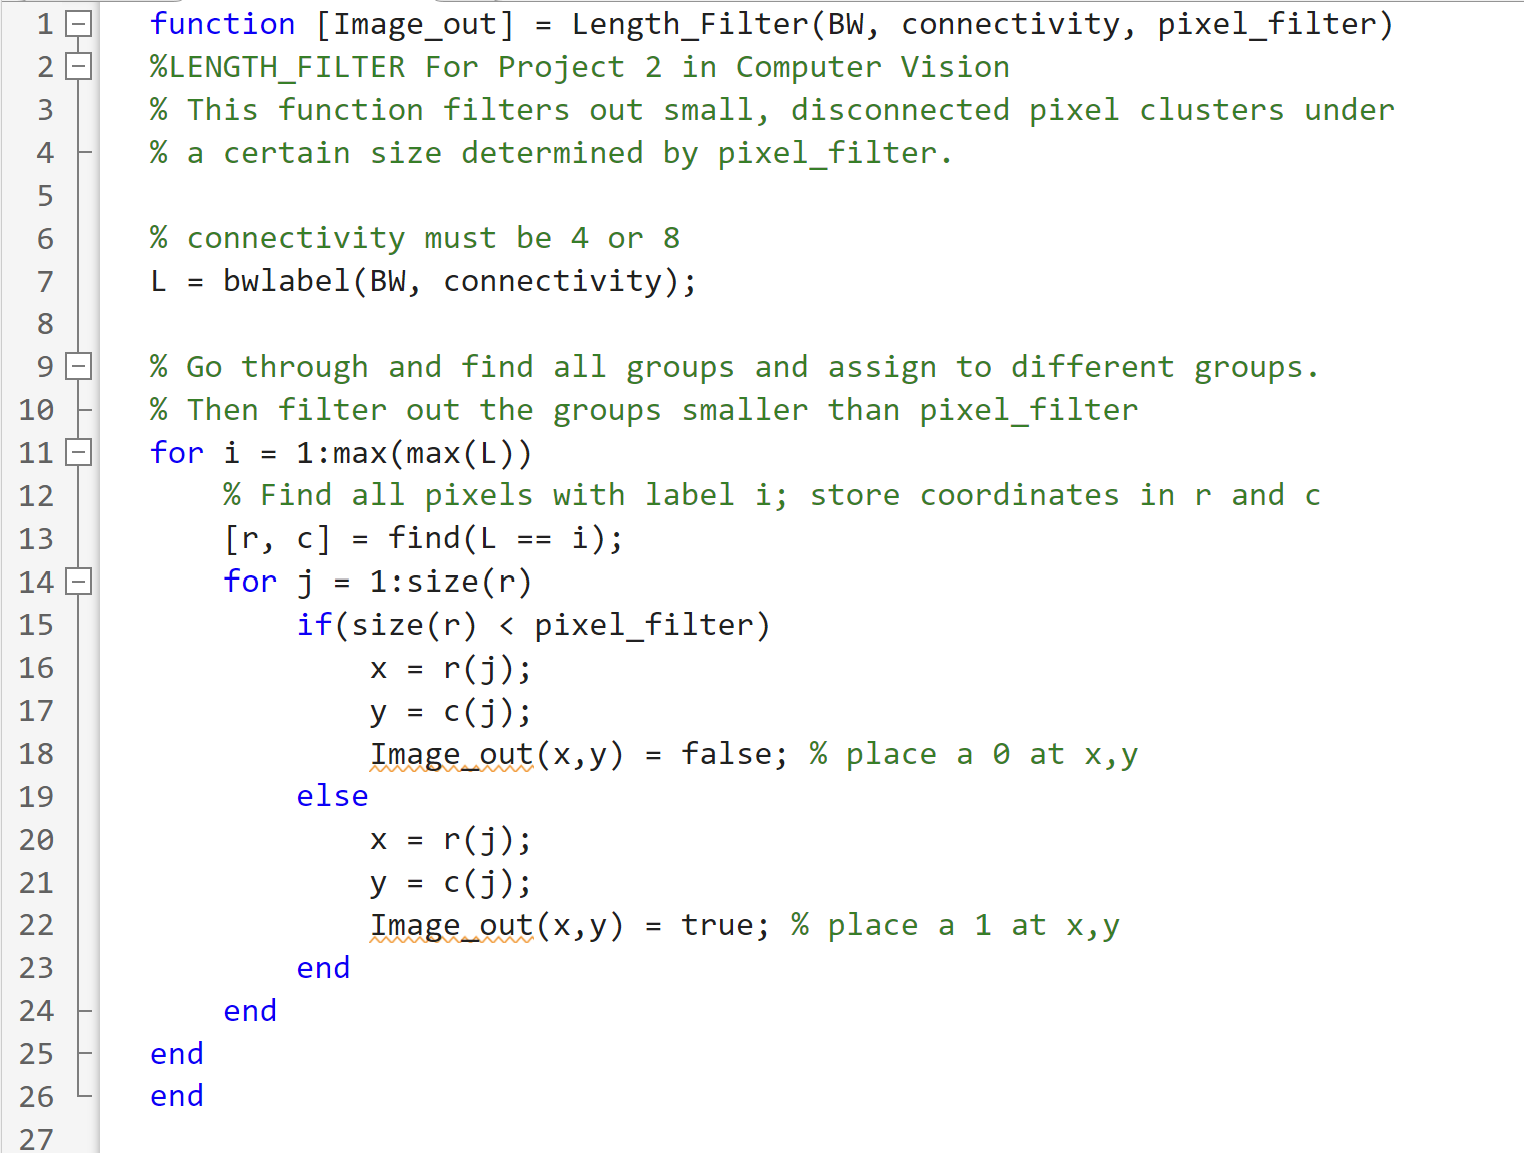 1 function [Image_out] = Length_Filter(BW, connectivity, pixel_filter)
2 %LENGTH_FILTER For Project 2 in Computer Vision
3 % This function filters out small, disconnected pixel clusters under
4 % a certain size determined by pixel_filter.
5
6 % connectivity must be 4 or 8
7 L = bwlabel(BW, connectivity);
8
9 % Go through and find all groups and assign to different groups.
10 % Then filter out the groups smaller than pixel_filter
11 for i = 1:max(max(L))
12     % Find all pixels with label i; store coordinates in r and c
13     [r, c] = find(L == i);
14     for j = 1:size(r)
15         if(size(r) < pixel_filter)
16             x = r(j);
17             y = c(j);
18             Image_out(x,y) = false; % place a 0 at x,y
19         else
20             x = r(j);
21             y = c(j);
22             Image_out(x,y) = true; % place a 1 at x,y
23         end
24     end
25 end
26 end
27